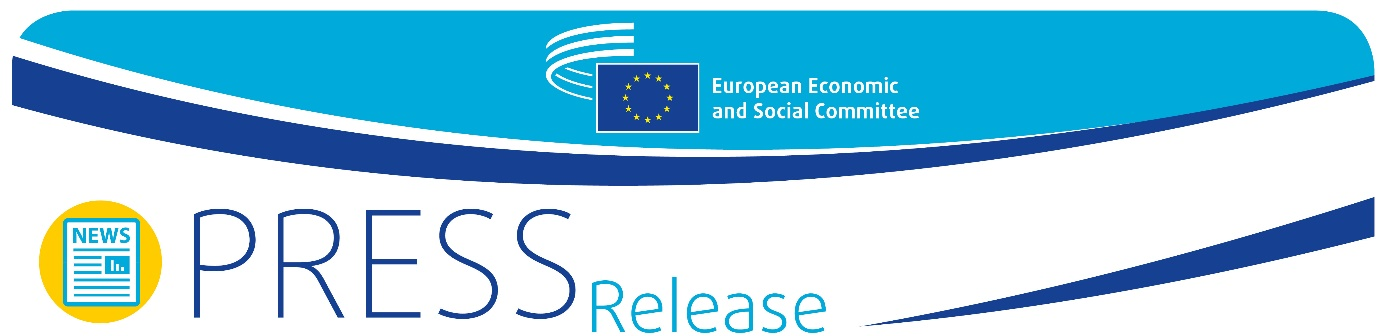 European Economic
and Social Committee
NEWS
PRESS
Release